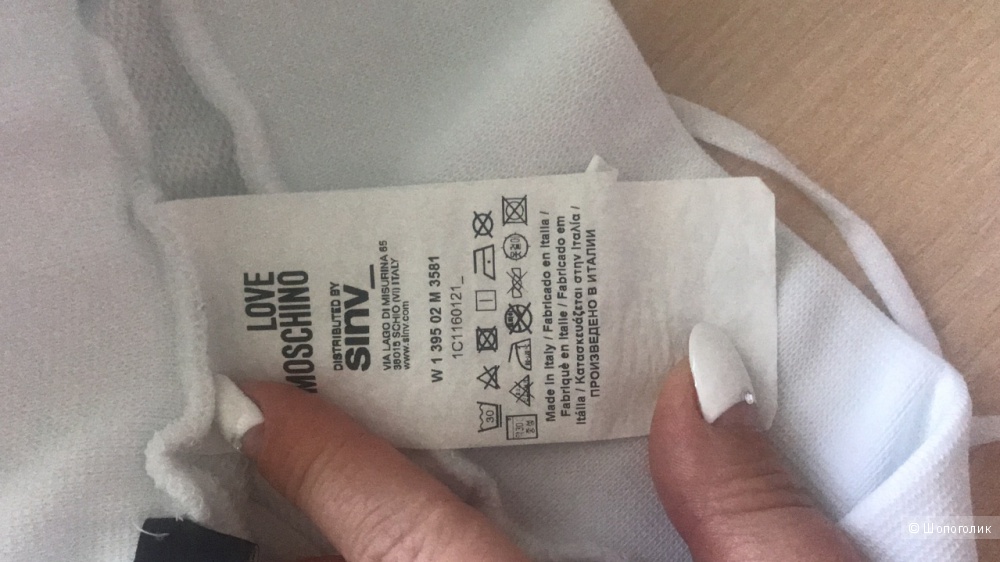 LOVE
MOSCHINO
DISTRIBUTED BY
sinv_
VIA LAGO DI MISURINA 65
36015 SCHIO (VI) ITALY
www.sinv.com
W 1 395 02 M 3581
1C1160121_
30
Made in Italy / Fabricado en Italia /
Fabriqué en Italie / Fabricado em
Itália / Κατασκευάζεται στην Ιταλία /
ПРОИЗВЕДЕНО В ИТАЛИИ
© Шопоголик